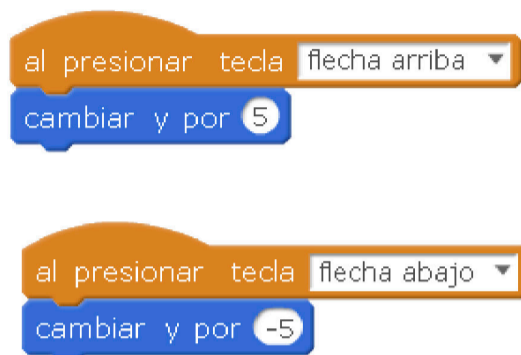 al presionar tecla flecha arriba
cambiar y por 5
al presionar tecla flecha abajo
cambiar y por -5